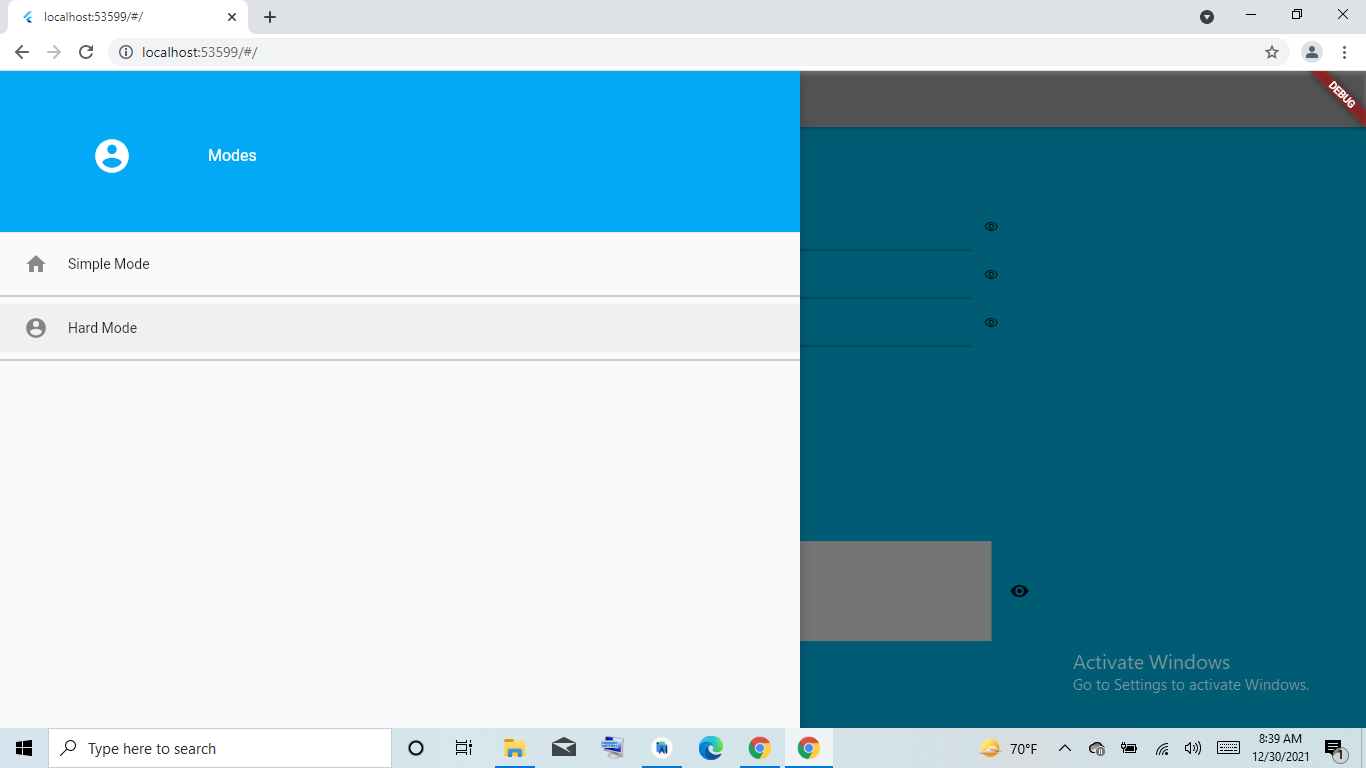 localhost:53599/#/
localhost:53599/#/
DEBUG
Modes
Simple Mode
Hard Mode
Activate Windows
Go to Settings to activate Windows.
Type here to search
70°F
8:39 AM
12/30/2021
1